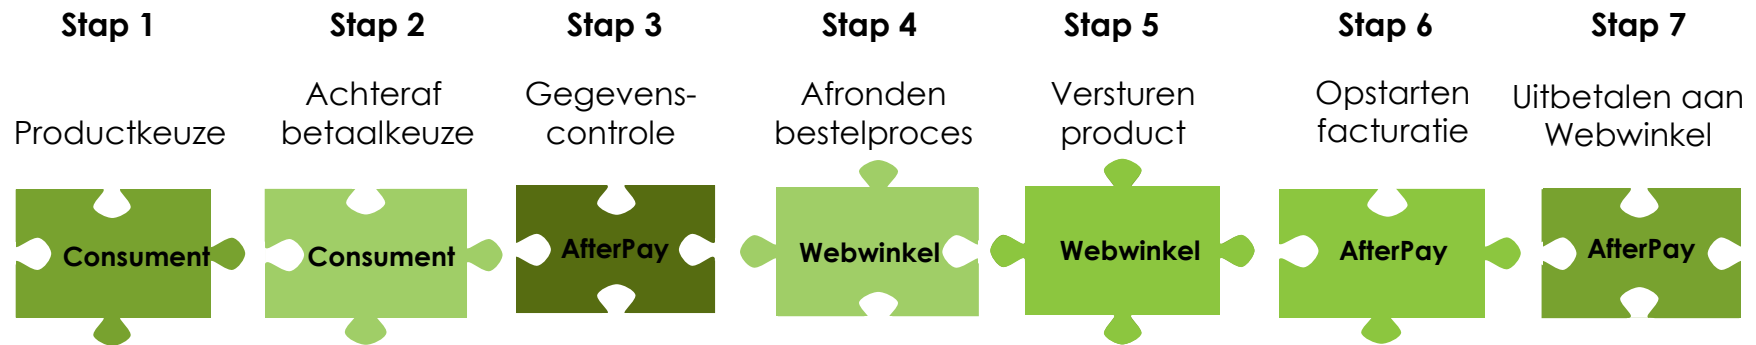 Stap 1
Stap 2
Stap 3
Stap 4
Stap 5
Stap 6
Stap 7
Productkeuze
Achteraf
betaalkeuze
Gegevens-
controle
Afronden
bestelproces
Versturen
product
Opstarten
facturatie
Uitbetalen aan
Webwinkel
Consument
Consument
AfterPay
Webwinkel
Webwinkel
AfterPay
AfterPay